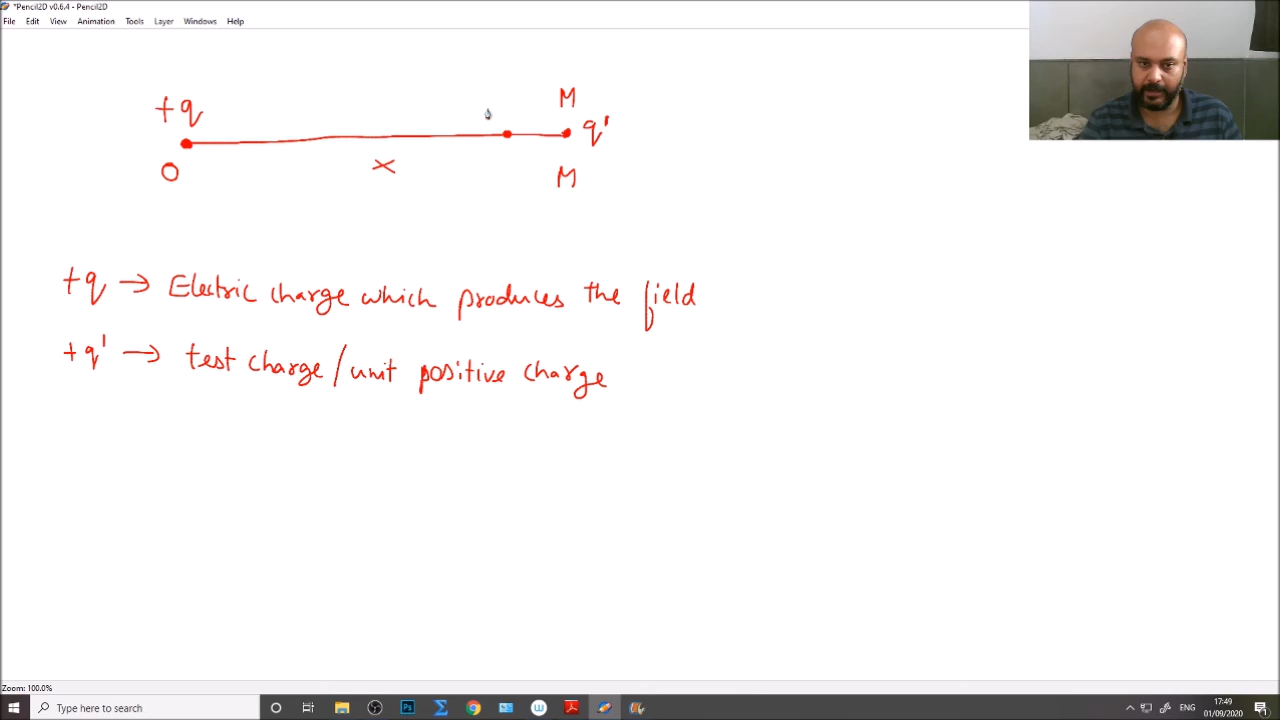 *Pencil2D v0.6.4 - Pencil2D
File Edit View Animation Tools Layer Windows Help
+q M
q'
O x M
+q → Electric charge which produces the field
+q' → test charge/unit positive charge
Zoom: 100.0%
Type here to search
Ps
W
ENG
17:49
01/09/2020